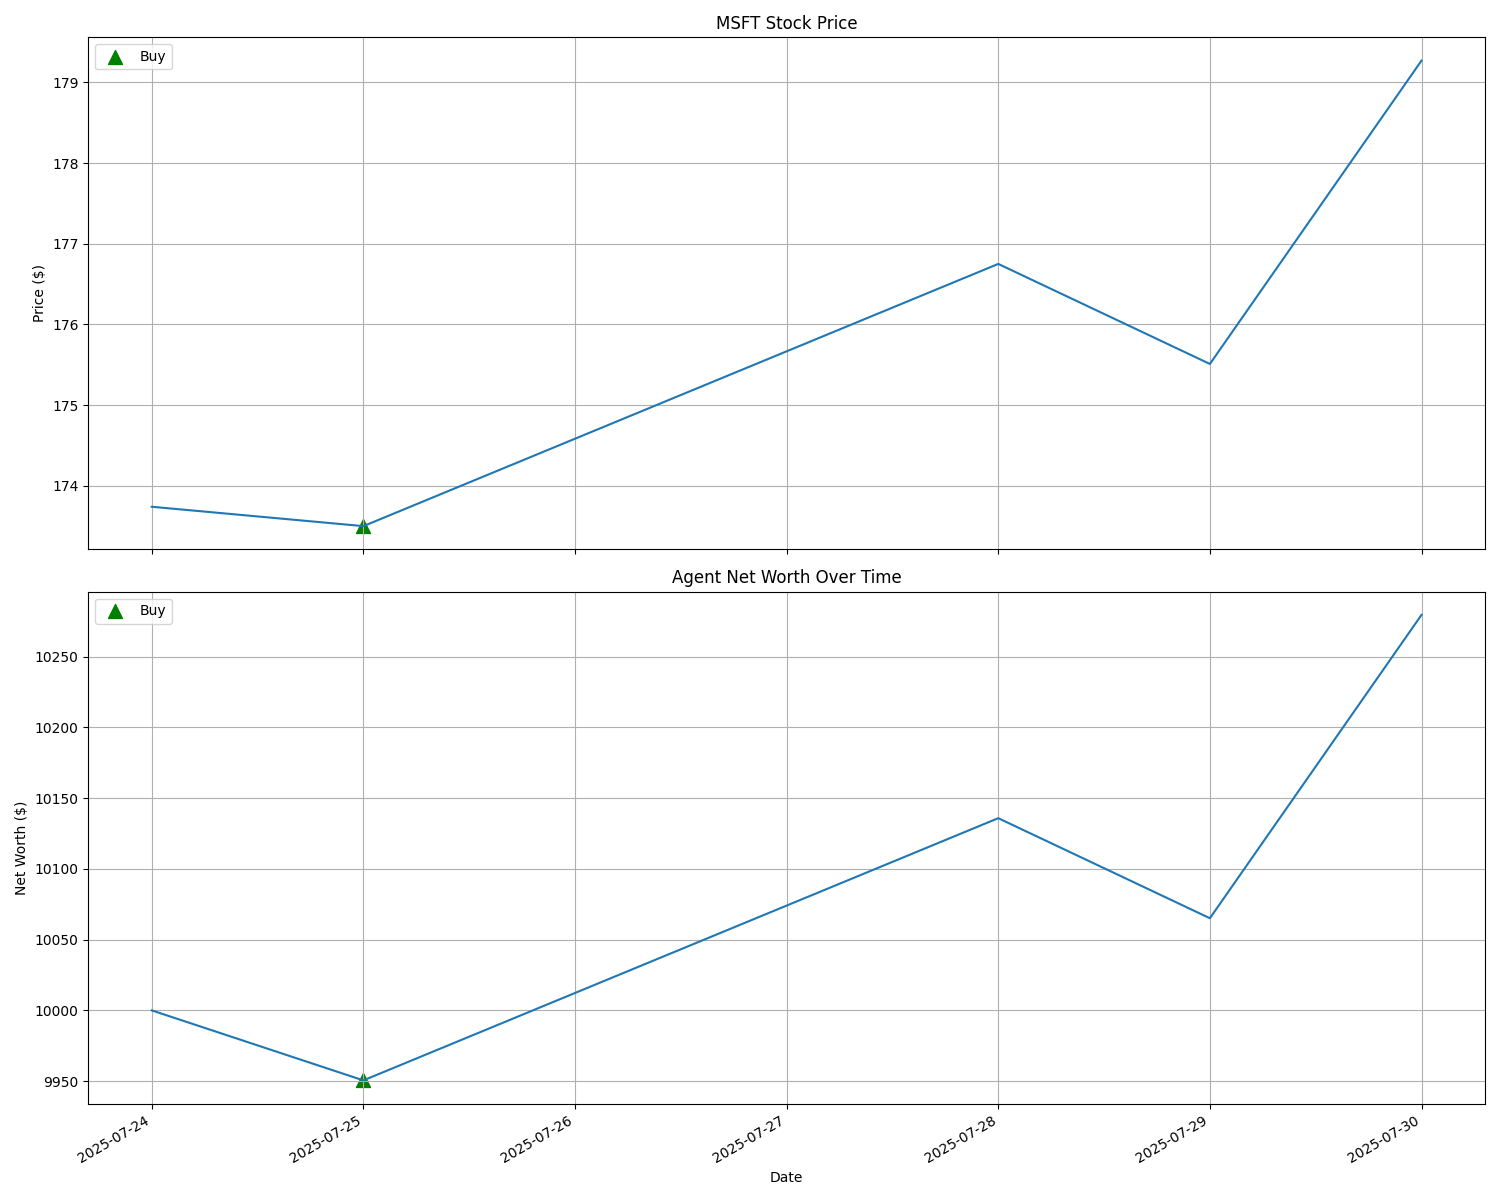 MSFT Stock Price
Buy
179
178
177
176
175
174
Price ($)
Agent Net Worth Over Time
Buy
10250
10200
10150
10100
10050
10000
9950
Net Worth ($)
2025-07-24
2025-07-25
2025-07-26
2025-07-27
2025-07-28
2025-07-29
2025-07-30
Date